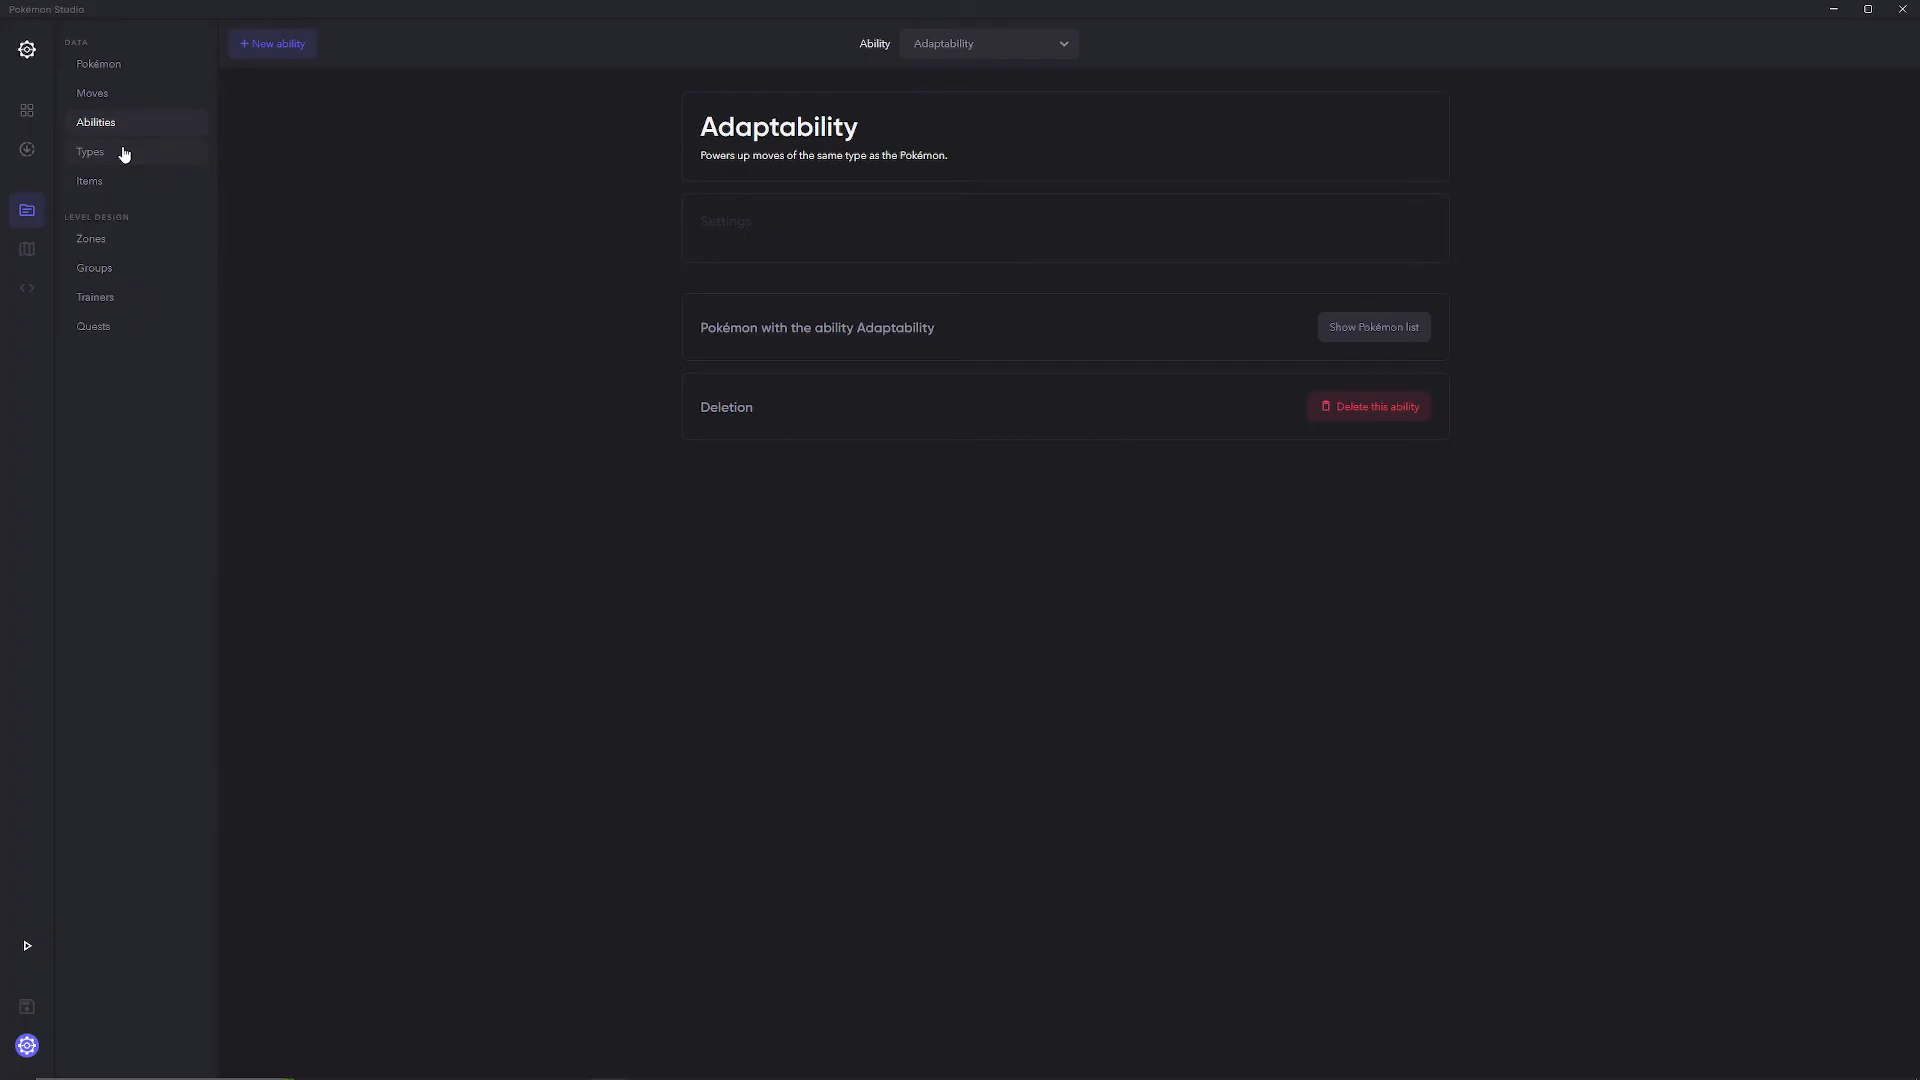 Pokémon Studio
DATA
Pokémon
Moves
Abilities
Types
Items
LEVEL DESIGN
Zones
Groups
Trainers
Quests
+ New ability
Ability
Adaptability
Adaptability
Powers up moves of the same type as the Pokémon.
Settings
Pokémon with the ability Adaptability
Show Pokémon list
Deletion
Delete this ability